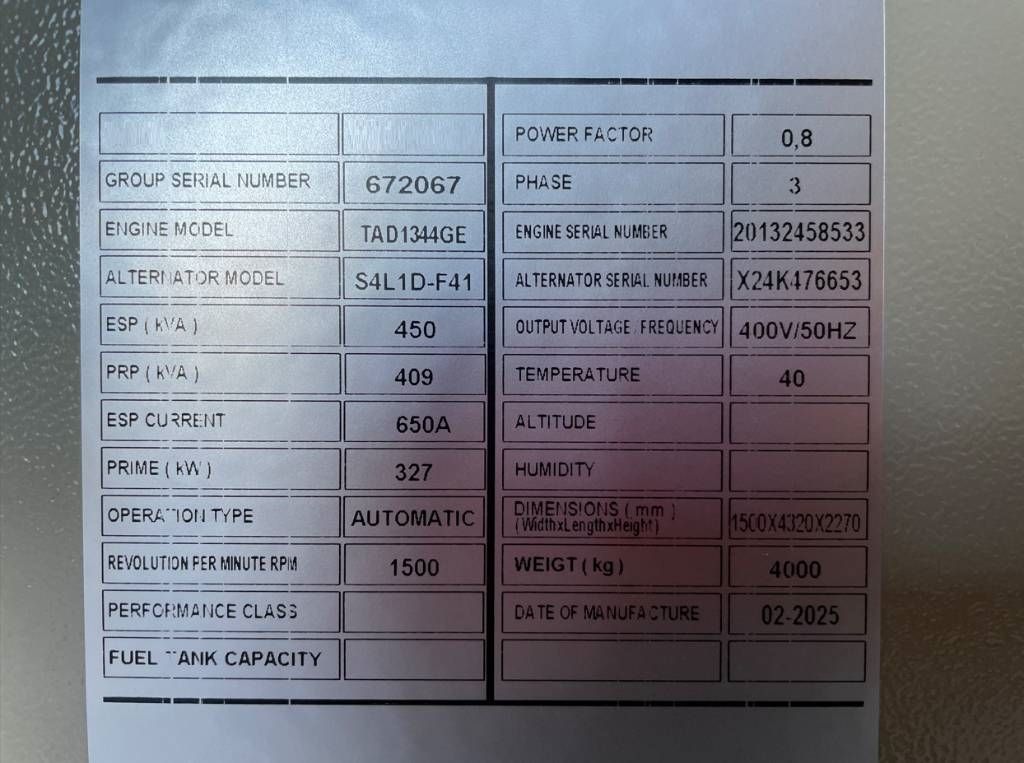 POWER FACTOR 0,8
GROUP SERIAL NUMBER 672067
PHASE 3
ENGINE MODEL TAD1344GE
ENGINE SERIAL NUMBER 20132458533
ALTERNATOR MODEL S4L1D-F41
ALTERNATOR SERIAL NUMBER X24K476653
ESP ( kVA ) 450
OUTPUT VOLTAGE / FREQUENCY 400V/50HZ
PRP ( kVA ) 409
TEMPERATURE 40
ESP CURRENT 650A
ALTITUDE
PRIME ( kW ) 327
HUMIDITY
OPERATION TYPE AUTOMATIC
DIMENSIONS ( mm )
(WidthxLengthxHeight) 1500X4320X2270
REVOLUTION PER MINUTE RPM 1500
WEIGT ( kg ) 4000
PERFORMANCE CLASS
DATE OF MANUFACTURE 02-2025
FUEL TANK CAPACITY